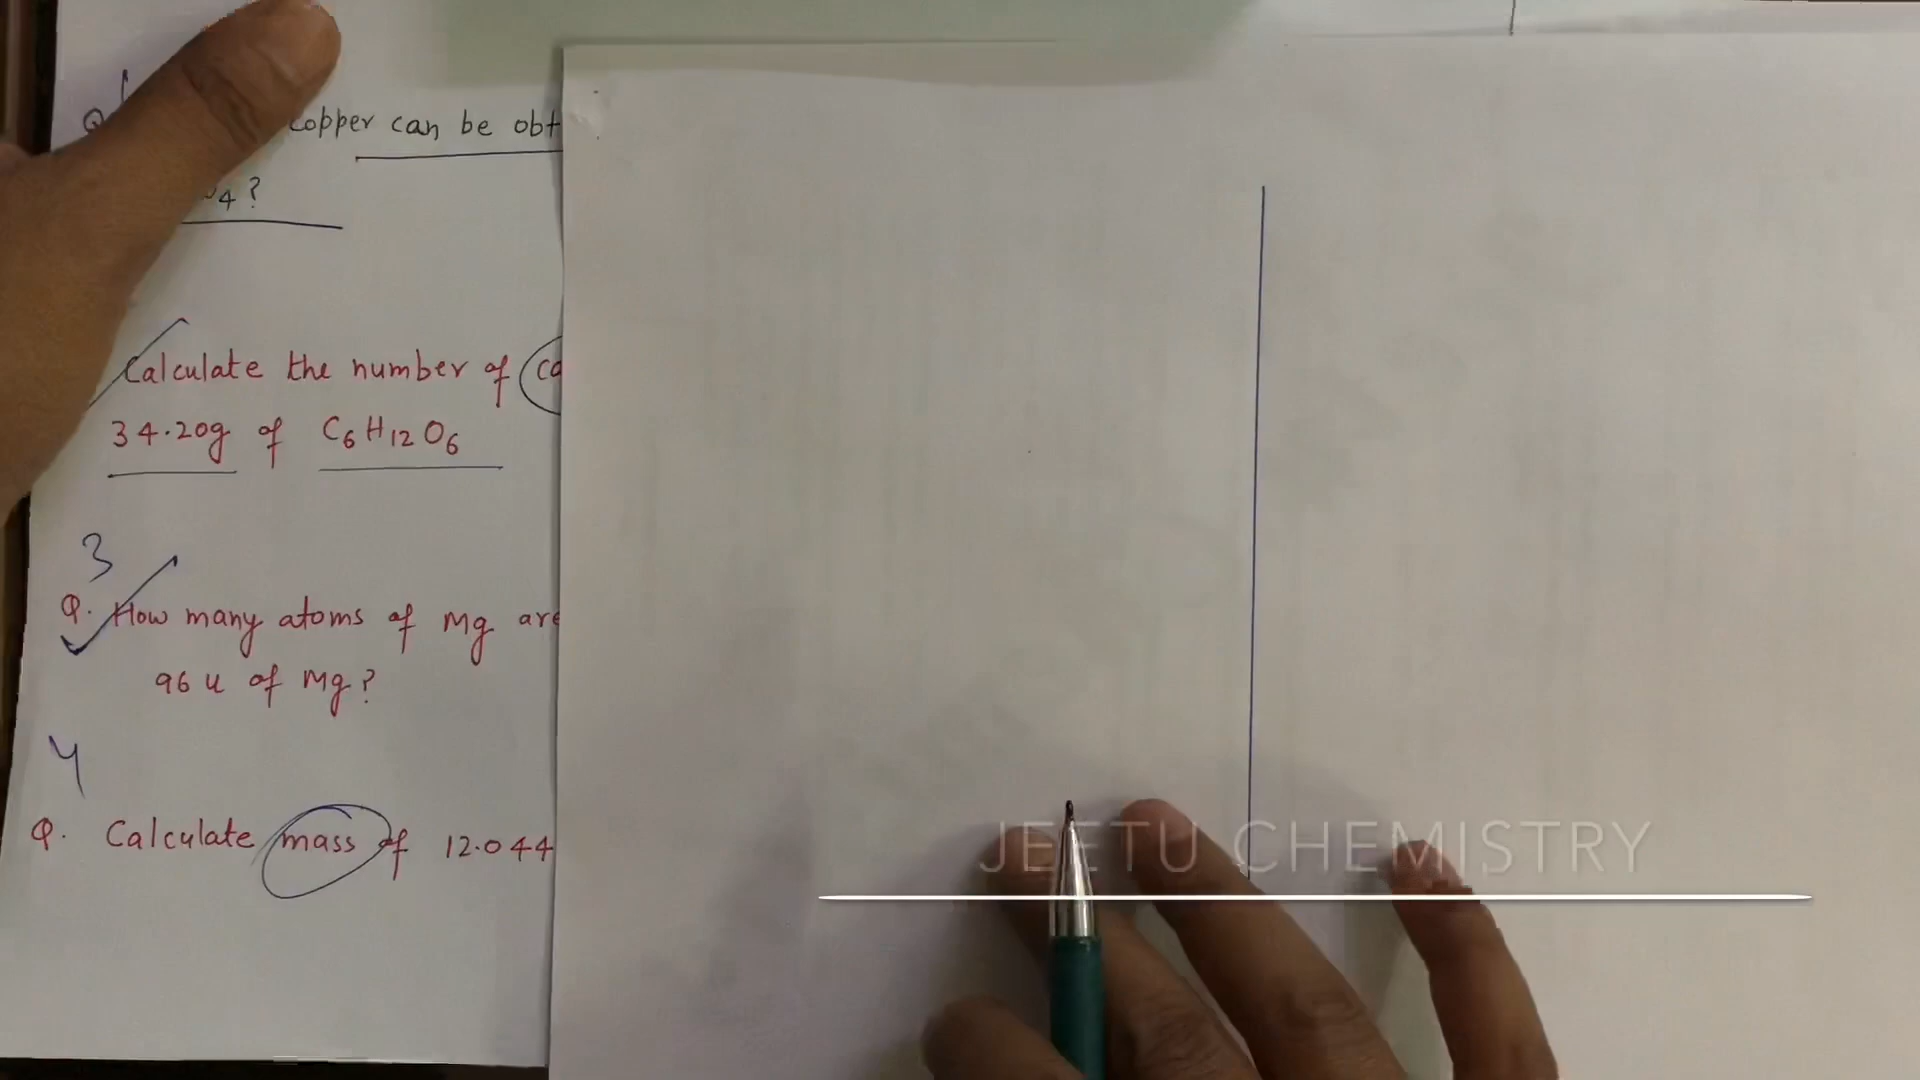 Q copper can be obt
4?
Calculate the number of
34.20g of C6H12O6
3
Q. How many atoms of Mg are
96 u of Mg?
4
Q. Calculate mass of 12.044
JEETU CHEMISTRY